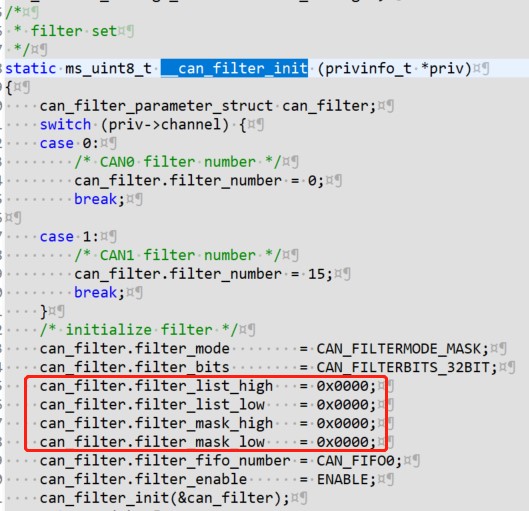 /*
* filter set
*/
static ms_uint8_t __can_filter_init (privinfo_t *priv)
{
can_filter_parameter_struct can_filter;
switch (priv->channel) {
case 0:
/* CAN0 filter number */
can_filter.filter_number = 0;
break;
case 1:
/* CAN1 filter number */
can_filter.filter_number = 15;
break;
}
/* initialize filter */
can_filter.filter_mode = CAN_FILTERMODE_MASK;
can_filter.filter_bits = CAN_FILTERBITS_32BIT;
can_filter.filter_list_high = 0x0000;
can_filter.filter_list_low = 0x0000;
can_filter.filter_mask_high = 0x0000;
can_filter.filter_mask_low = 0x0000;
can_filter.filter_fifo_number = CAN_FIFO0;
can_filter.filter_enable = ENABLE;
can_filter_init(&can_filter);